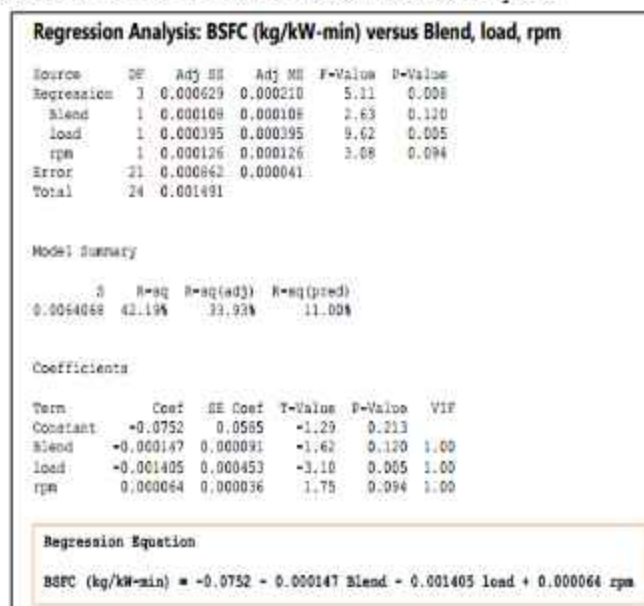 Regression Analysis: BSFC (kg/kW-min) versus Blend, load, rpm
Source DF Adj SS Adj MS F-Value P-Value
Regression 3 0.000629 0.000210 5.11 0.008
Blend 1 0.000108 0.000108 2.63 0.120
load 1 0.000395 0.000395 9.62 0.005
rpm 1 0.000126 0.000126 3.08 0.094
Error 21 0.000862 0.000041
Total 24 0.001491
Model Summary
S R-sq R-sq(adj) R-sq(pred)
0.0064068 42.19% 33.93% 11.00%
Coefficients
Term Coef SE Coef T-Value P-Value VIF
Constant -0.0752 0.0585 -1.29 0.213
Blend -0.000147 0.000091 -1.62 0.120 1.00
load -0.001405 0.000453 -3.10 0.005 1.00
rpm 0.000064 0.000036 1.75 0.094 1.00
Regression Equation
BSFC (kg/kW-min) = -0.0752 - 0.000147 Blend - 0.001405 load + 0.000064 rpm